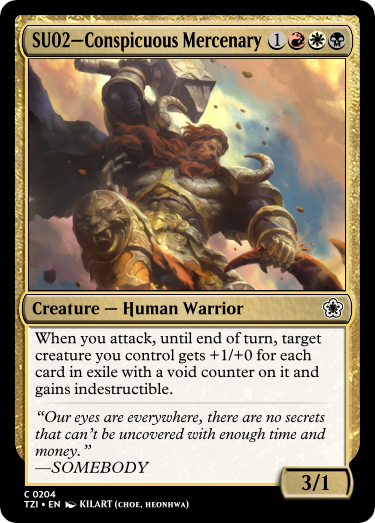 SU02—Conspicuous Mercenary 1
Creature — Human Warrior
When you attack, until end of turn, target
creature you control gets +1/+0 for each
card in exile with a void counter on it and
gains indestructible.
“Our eyes are everywhere, there are no secrets
that can’t be uncovered with enough time and
money.”
—SOMEBODY
3/1
C 0204
TZI • EN KILART (CHOE, HEONHWA)